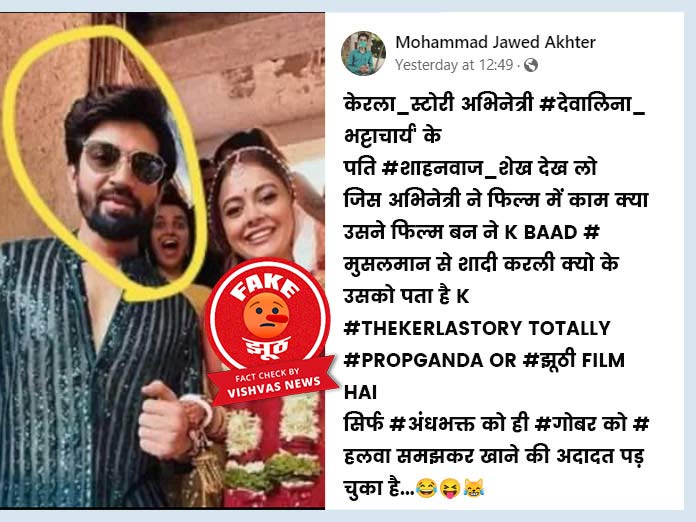 Mohammad Jawed Akhter
Yesterday at 12:49 ·
केरला_स्टोरी अभिनेत्री #देवालिना_
भट्टाचार्य' के
पति #शाहनवाज_शेख देख लो
जिस अभिनेत्री ने फिल्म में काम क्या
उसने फिल्म बन ने K BAAD #
मुसलमान से शादी करली क्यो के
उसको पता है K
#THEKERLASTORY TOTALLY
#PROPGANDA OR #झूठी FILM
HAI
सिर्फ #अंधभक्त को ही #गोबर को #
हलवा समझकर खाने की अदादत पड़
चुका है...😂😝😹
FAKE
झूठ
FACT CHECK BY
VISHVAS NEWS